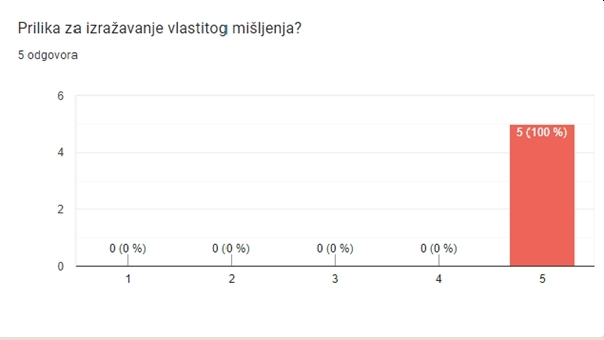 Prilika za izražavanje vlastitog mišljenja?
5 odgovora
6
4
2
0
5 (100 %)
0 (0 %) 0 (0 %) 0 (0 %) 0 (0 %)
1 2 3 4 5